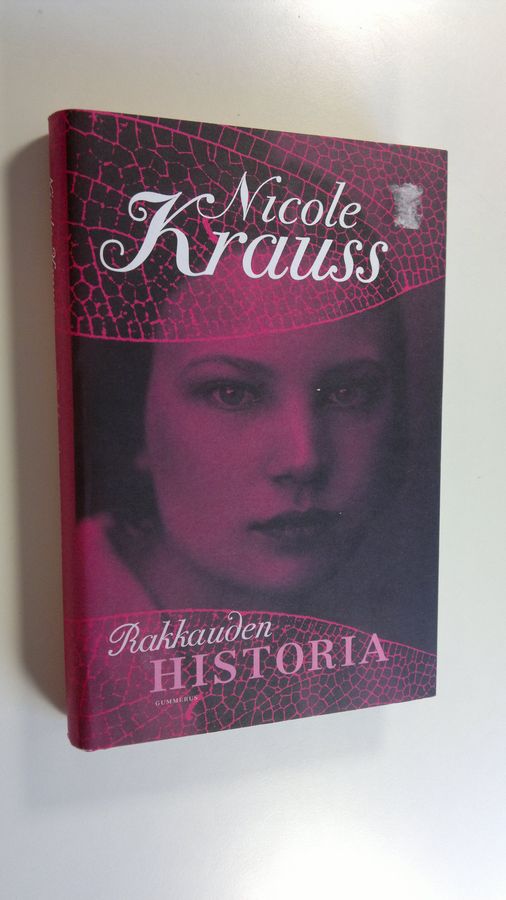 Nicole
Krauss
Rakkauden
HISTORIA
GUMMERUS